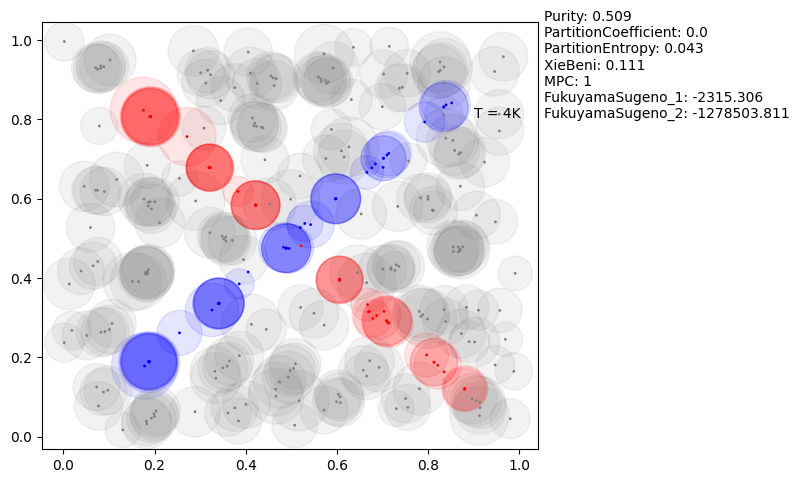 Purity: 0.509
PartitionCoefficient: 0.0
PartitionEntropy: 0.043
XieBeni: 0.111
MPC: 1
FukuyamaSugeno_1: -2315.306
FukuyamaSugeno_2: -1278503.811
T = 4K
1.0
0.8
0.6
0.4
0.2
0.0
0.0 0.2 0.4 0.6 0.8 1.0